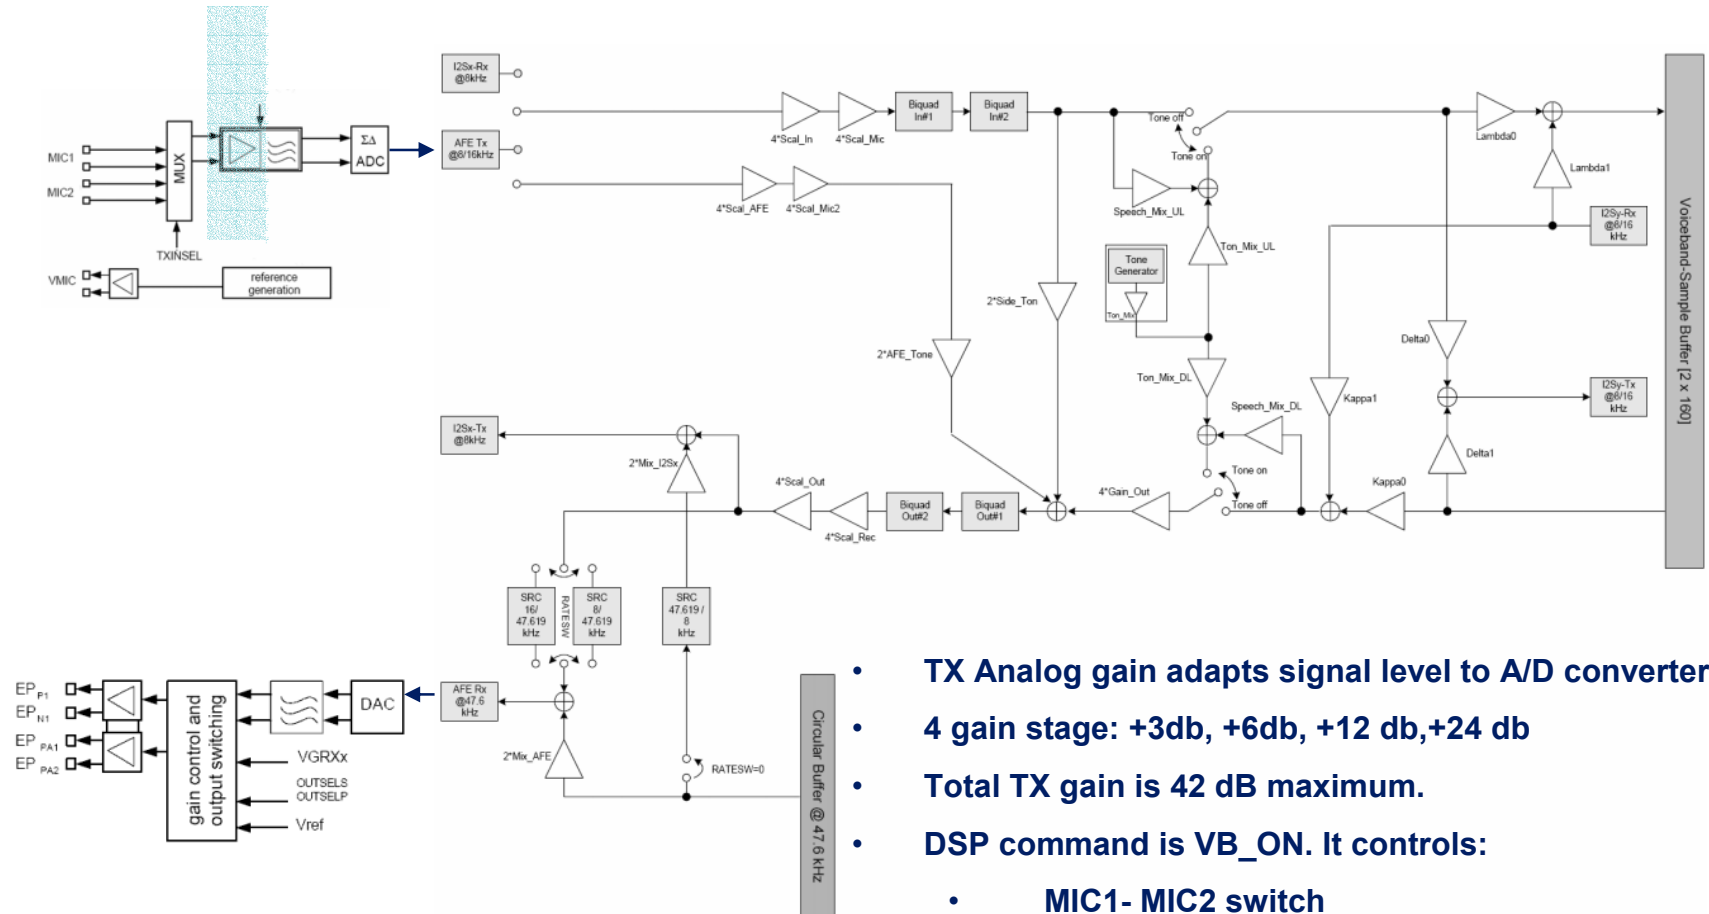 I2Sx-Rx
@8kHz
AFE Tx
@8/16kHz
MIC1
MIC2
MUX
ΣΔ
ADC
TXINSEL
VMIC
reference
generation
4*Scal_In
4*Scal_Mic
Biquad
In#1
Biquad
In#2
Tone off
Tone on
Lambda0
Lambda1
4*Scal_AFE
4*Scal_Mic2
Speech_Mix_UL
Ton_Mix_UL
I2Sy-Rx
@8/16
kHz
Voiceband-Sample Buffer [2 x 160]
Tone
Generator
Ton_Mix
2*Side_Ton
2*AFE_Tone
Ton_Mix_DL
Speech_Mix_DL
Kappa1
Delta0
I2Sy-Tx
@8/16
kHz
Delta1
I2Sx-Tx
@8kHz
2*Mix_I2Sx
4*Scal_Out
4*Scal_Rec
Biquad
Out#2
Biquad
Out#1
4*Gain_Out
Tone on
Tone off
Kappa0
SRC
16/
47.619
kHz
RATESW
SRC
8/
47.619
kHz
SRC
47.619 /
8
kHz
EP P1
EP N1
EP PA1
EP PA2
gain control and
output switching
DAC
AFE Rx
@47.6
kHz
VGRXx
OUTSELS
OUTSELP
Vref
2*Mix_AFE
RATESW=0
Circular Buffer @ 47.6 kHz
• TX Analog gain adapts signal level to A/D converter
• 4 gain stage: +3db, +6db, +12 db,+24 db
• Total TX gain is 42 dB maximum.
• DSP command is VB_ON. It controls:
• MIC1- MIC2 switch